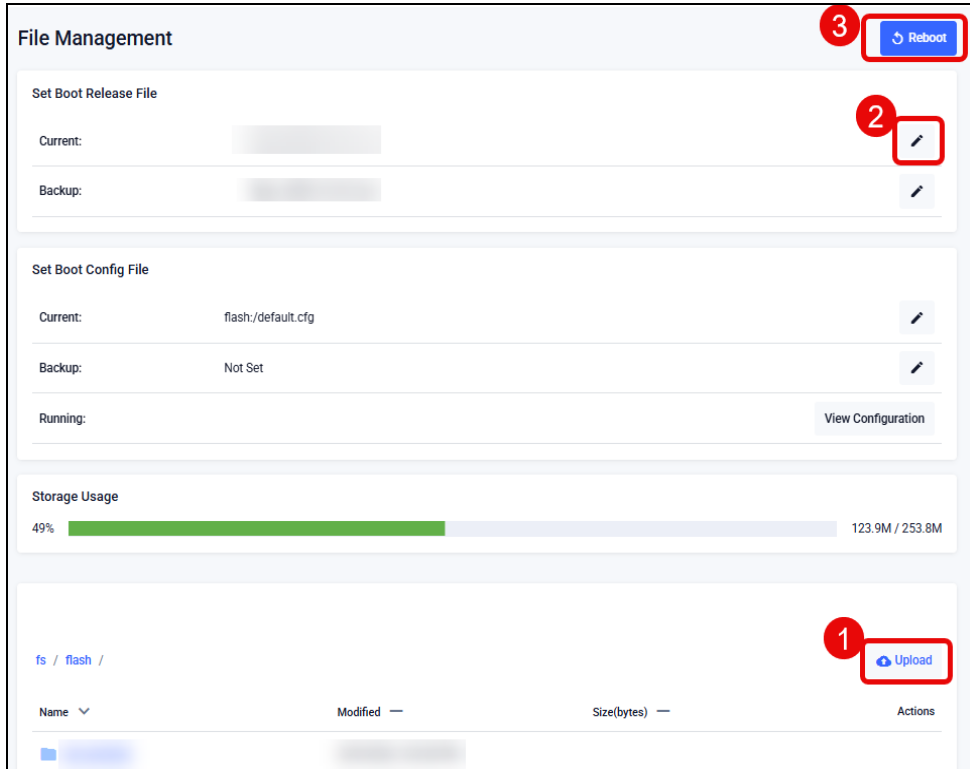 File Management
3
Reboot
Set Boot Release File
2
Current:
Backup:
Set Boot Config File
Current: flash:/default.cfg
Backup: Not Set
Running: View Configuration
Storage Usage
49% 123.9M / 253.8M
1
fs / flash / Upload
Name Modified Size(bytes) Actions